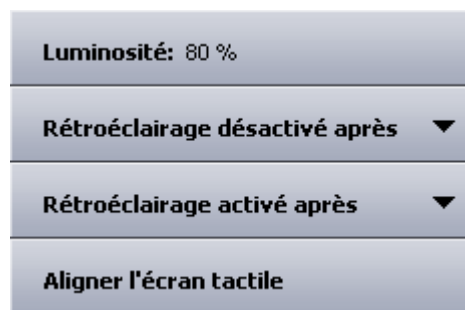 Luminosité: 80 %
Rétroéclairage désactivé après
Rétroéclairage activé après
Aligner l'écran tactile